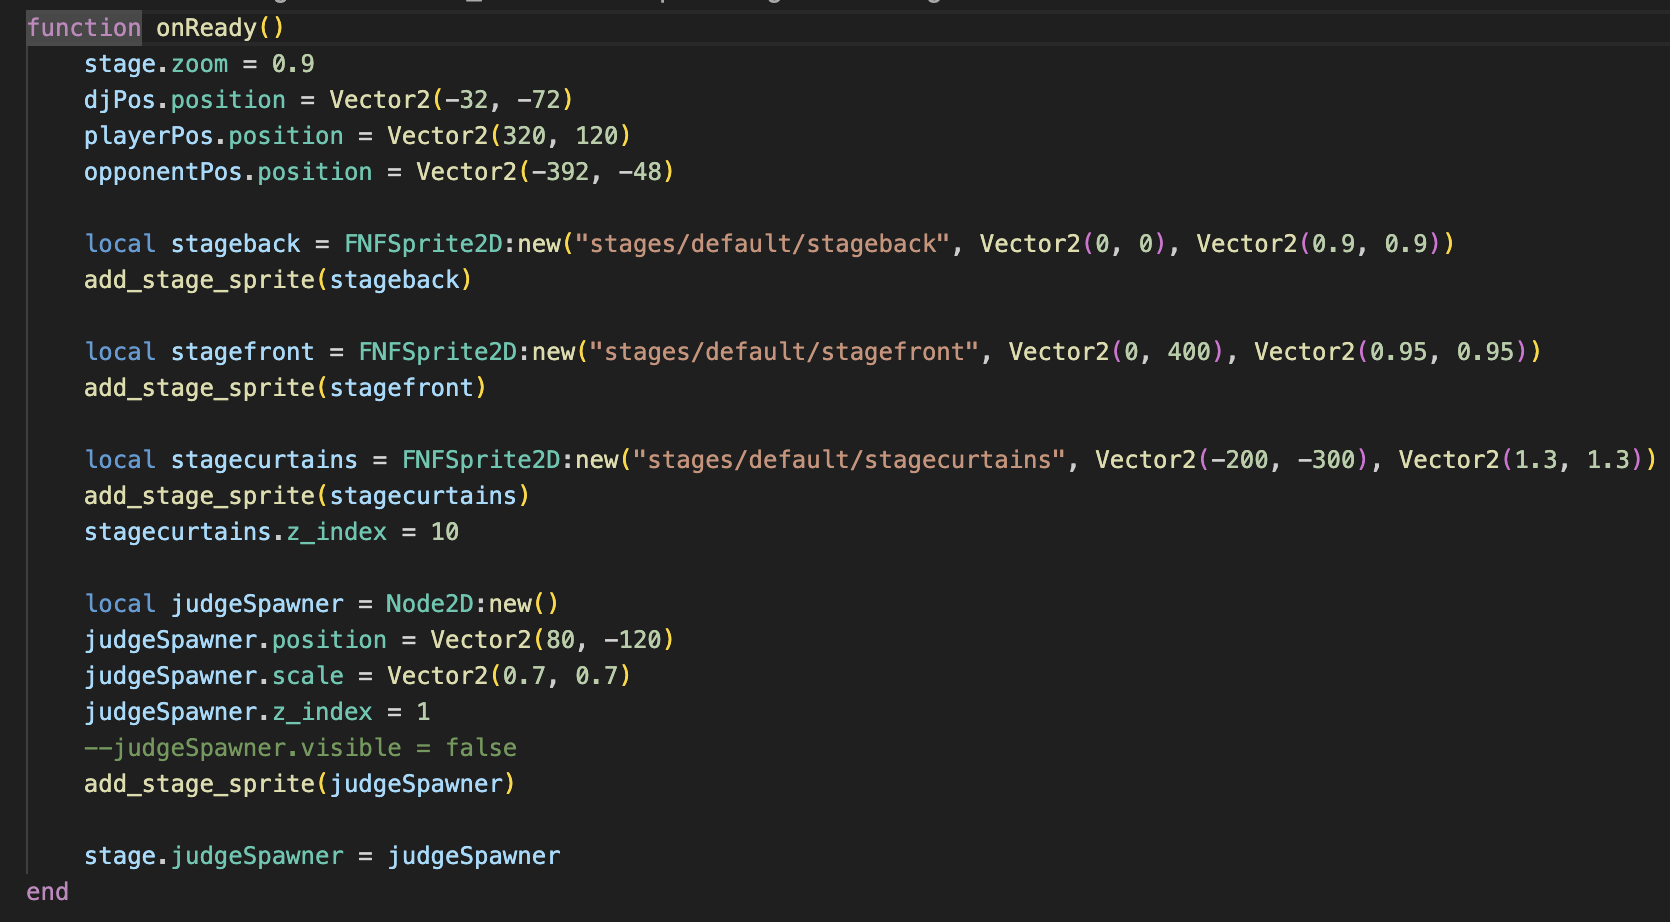 function onReady()
    stage.zoom = 0.9
    djPos.position = Vector2(-32, -72)
    playerPos.position = Vector2(320, 120)
    opponentPos.position = Vector2(-392, -48)

    local stageback = FNFSprite2D:new("stages/default/stageback", Vector2(0, 0), Vector2(0.9, 0.9))
    add_stage_sprite(stageback)

    local stagefront = FNFSprite2D:new("stages/default/stagefront", Vector2(0, 400), Vector2(0.95, 0.95))
    add_stage_sprite(stagefront)

    local stagecurtains = FNFSprite2D:new("stages/default/stagecurtains", Vector2(-200, -300), Vector2(1.3, 1.3))
    add_stage_sprite(stagecurtains)
    stagecurtains.z_index = 10

    local judgeSpawner = Node2D:new()
    judgeSpawner.position = Vector2(80, -120)
    judgeSpawner.scale = Vector2(0.7, 0.7)
    judgeSpawner.z_index = 1
    --judgeSpawner.visible = false
    add_stage_sprite(judgeSpawner)

    stage.judgeSpawner = judgeSpawner
end